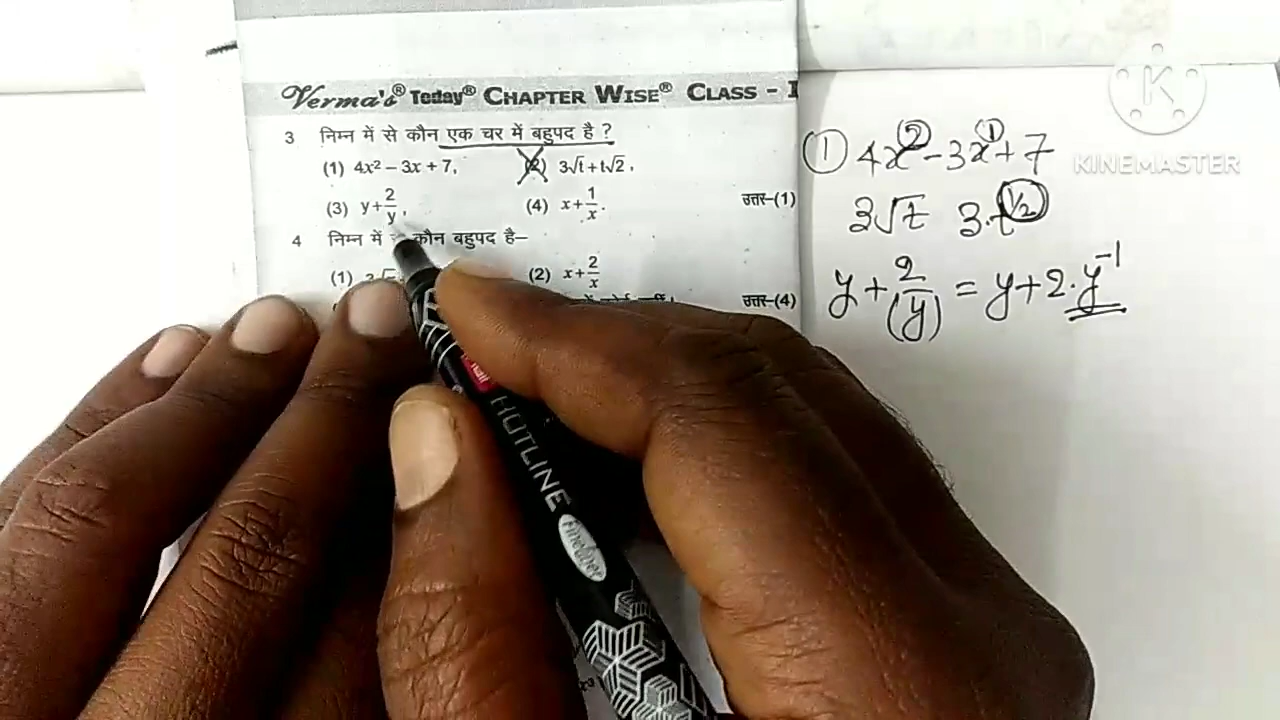 Verma's® Today® CHAPTER WISE® CLASS -
3 निम्न में से कौन एक चर में बहुपद है ?
(1) 4x² – 3x + 7, (2) 3√t + t√2 ,
(3) y + 2/y , (4) x + 1/x . उत्तर–(1)
4 निम्न में कौन बहुपद है–
(1) (2) x + 2/x
उत्तर–(4)
① 4x² - 3x¹ + 7
3√t 3.t^1/2
y + 2/(y) = y + 2.y⁻¹
KINEMASTER
HOTLINE
Fineliner